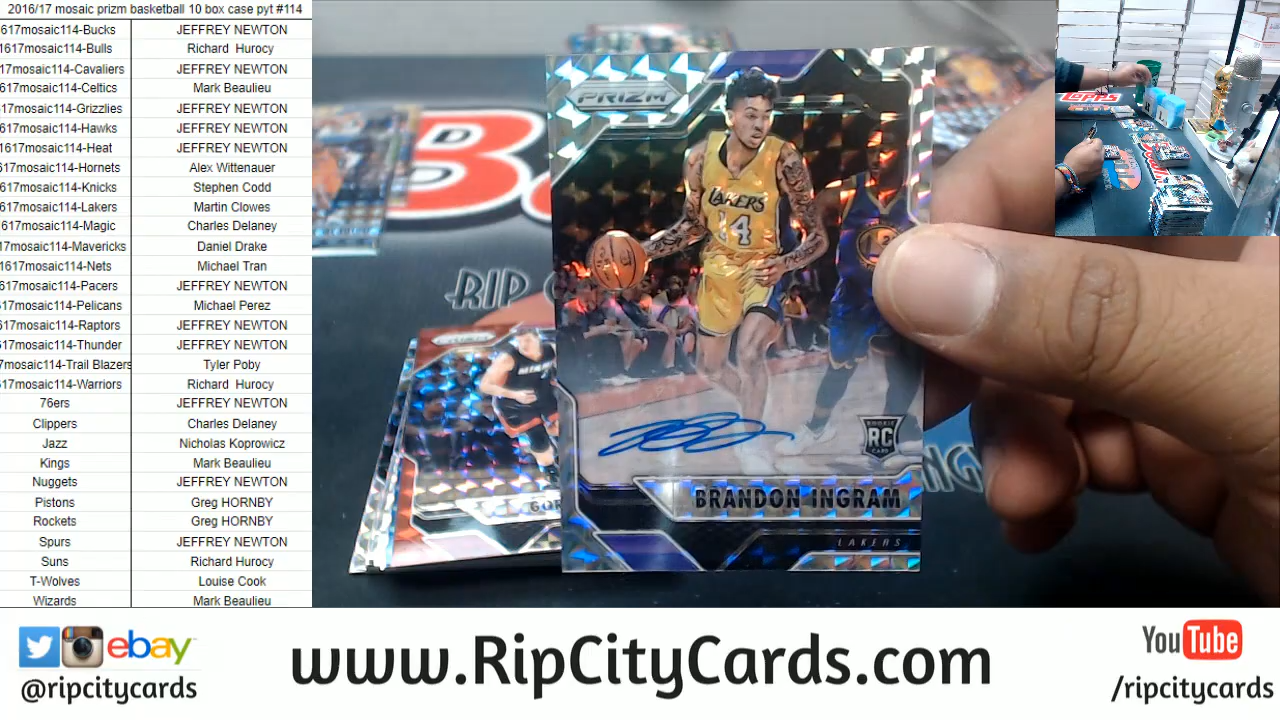 2016/17 mosaic prizm basketball 10 box case pyt #114
617mosaic114-Bucks JEFFREY NEWTON
1617mosaic114-Bulls Richard Hurocy
17mosaic114-Cavaliers JEFFREY NEWTON
617mosaic114-Celtics Mark Beaulieu
617mosaic114-Grizzlies JEFFREY NEWTON
617mosaic114-Hawks JEFFREY NEWTON
1617mosaic114-Heat JEFFREY NEWTON
617mosaic114-Hornets Alex Wittenauer
617mosaic114-Knicks Stephen Codd
617mosaic114-Lakers Martin Clowes
617mosaic114-Magic Charles Delaney
17mosaic114-Mavericks Daniel Drake
1617mosaic114-Nets Michael Tran
617mosaic114-Pacers JEFFREY NEWTON
617mosaic114-Pelicans Michael Perez
617mosaic114-Raptors JEFFREY NEWTON
617mosaic114-Thunder JEFFREY NEWTON
7mosaic114-Trail Blazers Tyler Poby
617mosaic114-Warriors Richard Hurocy
76ers JEFFREY NEWTON
Clippers Charles Delaney
Jazz Nicholas Koprowicz
Kings Mark Beaulieu
Nuggets JEFFREY NEWTON
Pistons Greg HORNBY
Rockets Greg HORNBY
Spurs JEFFREY NEWTON
Suns Richard Hurocy
T-Wolves Louise Cook
Wizards Mark Beaulieu
PRIZM
LAKERS
14
ROOKIE
RC
CARD
BRANDON INGRAM
LAKERS
B
RIP
PRIZM
GOR
Topps
ebay
@ripcitycards
www.RipCityCards.com
YouTube
/ripcitycards